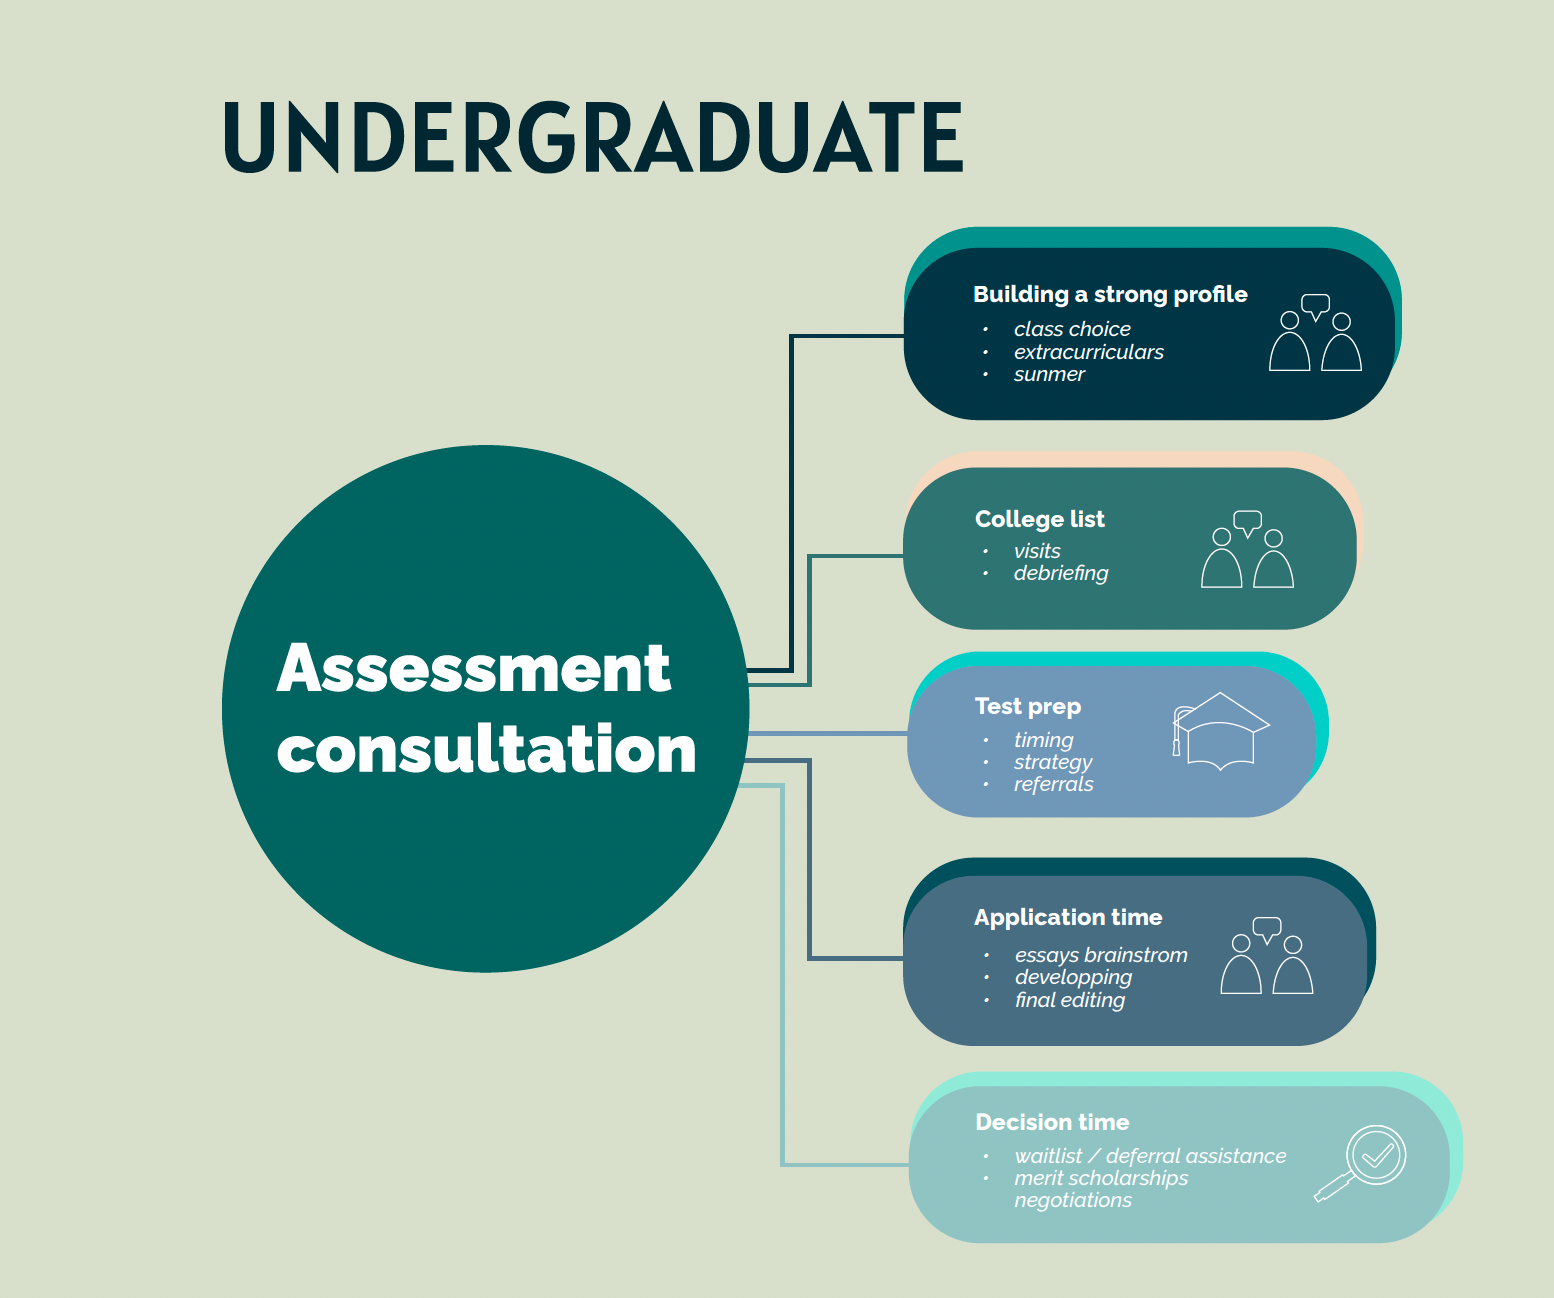 UNDERGRADUATE
Assessment
consultation
Building a strong profile
• class choice
• extracurriculars
• sunmer
College list
• visits
• debriefing
Test prep
• timing
• strategy
• referrals
Application time
• essays brainstrom
• developping
• final editing
Decision time
• waitlist / deferral assistance
• merit scholarships
negotiations